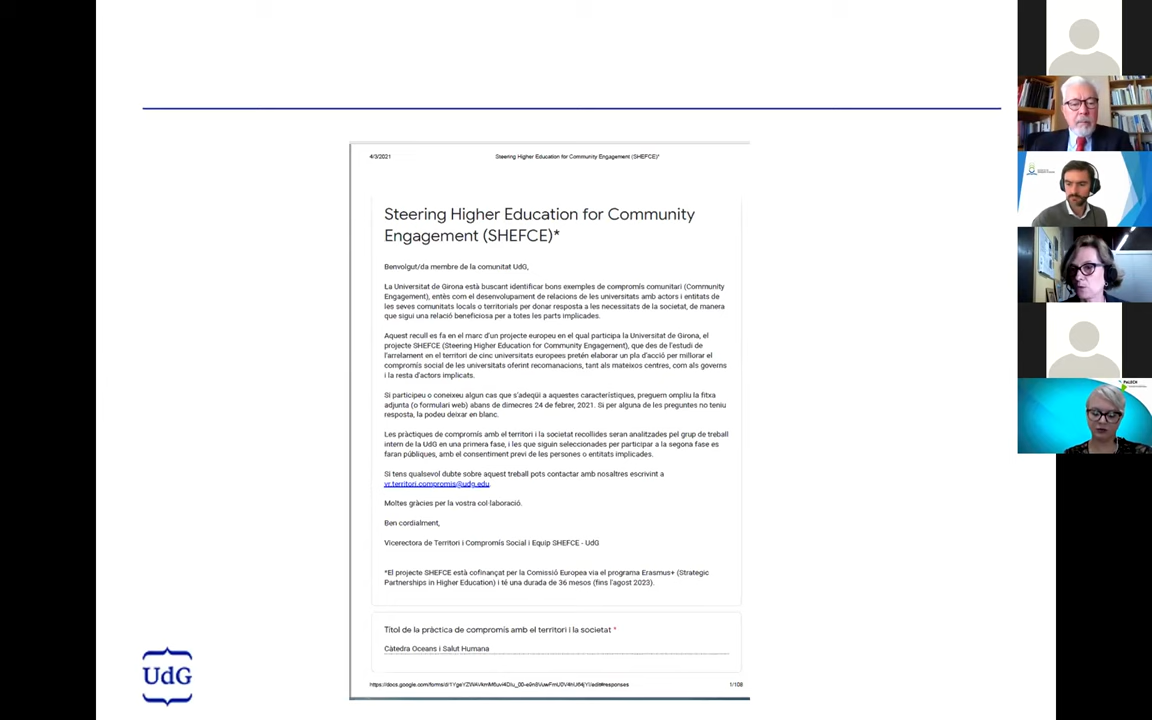 4/3/2021
Steering Higher Education for Community Engagement (SHEFCE)*
Steering Higher Education for Community
Engagement (SHEFCE)*
Benvolgut/da membre de la comunitat UdG,
La Universitat de Girona està buscant identificar bons exemples de compromís comunitari (Community
Engagement), entès com el desenvolupament de relacions de les universitats amb actors i entitats de
les seves comunitats locals o territorials per donar resposta a les necessitats de la societat, de manera
que sigui una relació beneficiosa per a totes les parts implicades.
Aquest recull es fa en el marc d'un projecte europeu en el qual participa la Universitat de Girona, el
projecte SHEFCE (Steering Higher Education for Community Engagement), que des de l'estudi de
l'arrelament en el territori de cinc universitats europees pretén elaborar un pla d'acció per millorar el
compromís social de les universitats oferint recomanacions, tant als mateixos centres, com als governs
i la resta d'actors implicats.
Si participeu o coneixeu algun cas que s'adeqüi a aquestes característiques, preguem ompliu la fitxa
adjunta (o formulari web) abans de dimecres 24 de febrer, 2021. Si per alguna de les preguntes no teniu
resposta, la podeu deixar en blanc.
Les pràctiques de compromís amb el territori i la societat recollides seran analitzades pel grup de treball
intern de la UdG en una primera fase, i les que siguin seleccionades per participar a la segona fase es
faran públiques, amb el consentiment previ de les persones o entitats implicades.
Si tens qualsevol dubte sobre aquest treball pots contactar amb nosaltres escrivint a
vr.territori.compromis@udg.edu.
Moltes gràcies per la vostra col·laboració.
Ben cordialment,
Vicerectora de Territori i Compromís Social i Equip SHEFCE - UdG
*El projecte SHEFCE està cofinançat per la Comissió Europea via el programa Erasmus+ (Strategic
Partnerships in Higher Education) i té una durada de 36 mesos (fins l'agost 2023).
Títol de la pràctica de compromís amb el territori i la societat *
Càtedra Oceans i Salut Humana
1/108
UdG